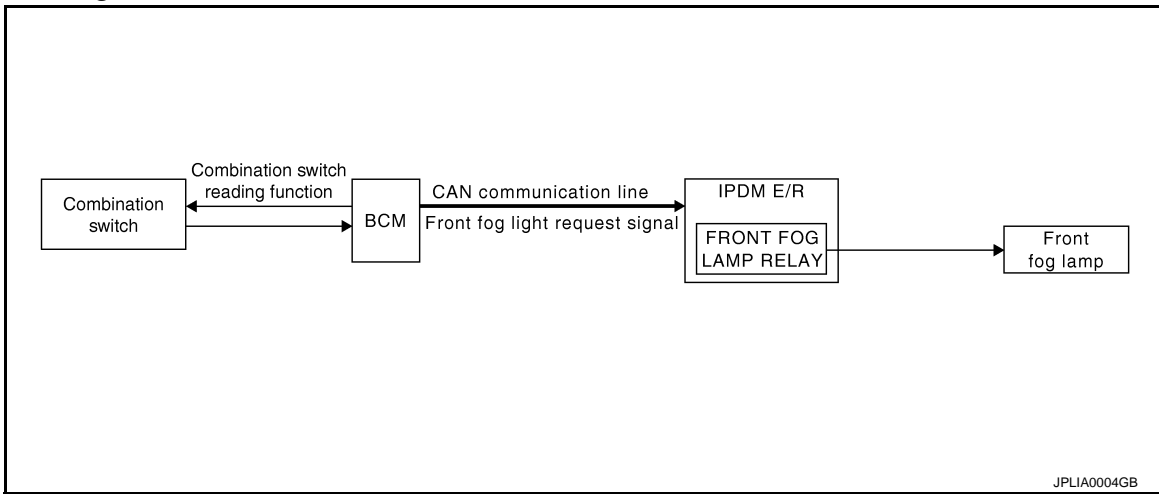 Combination
switch
Combination switch
reading function
BCM
CAN communication line
Front fog light request signal
IPDM E/R
FRONT FOG
LAMP RELAY
Front
fog lamp
JPLIA0004GB